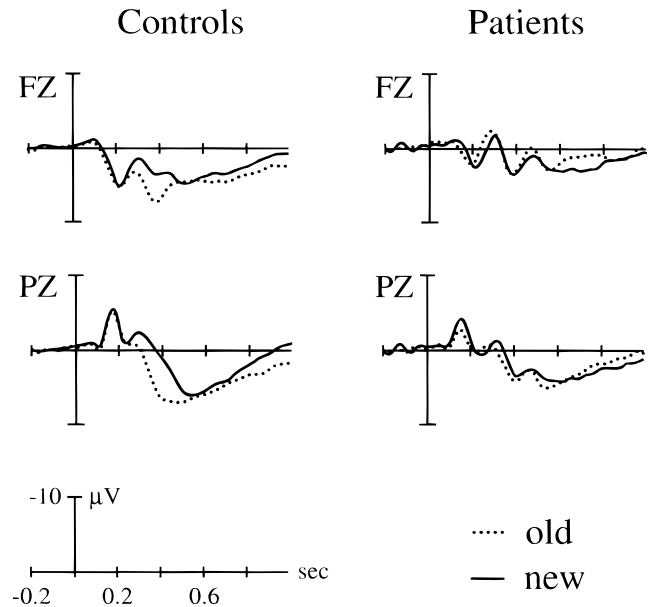 Controls Patients
FZ FZ
PZ PZ
-10 µV
old
sec
new
-0.2 0.2 0.6